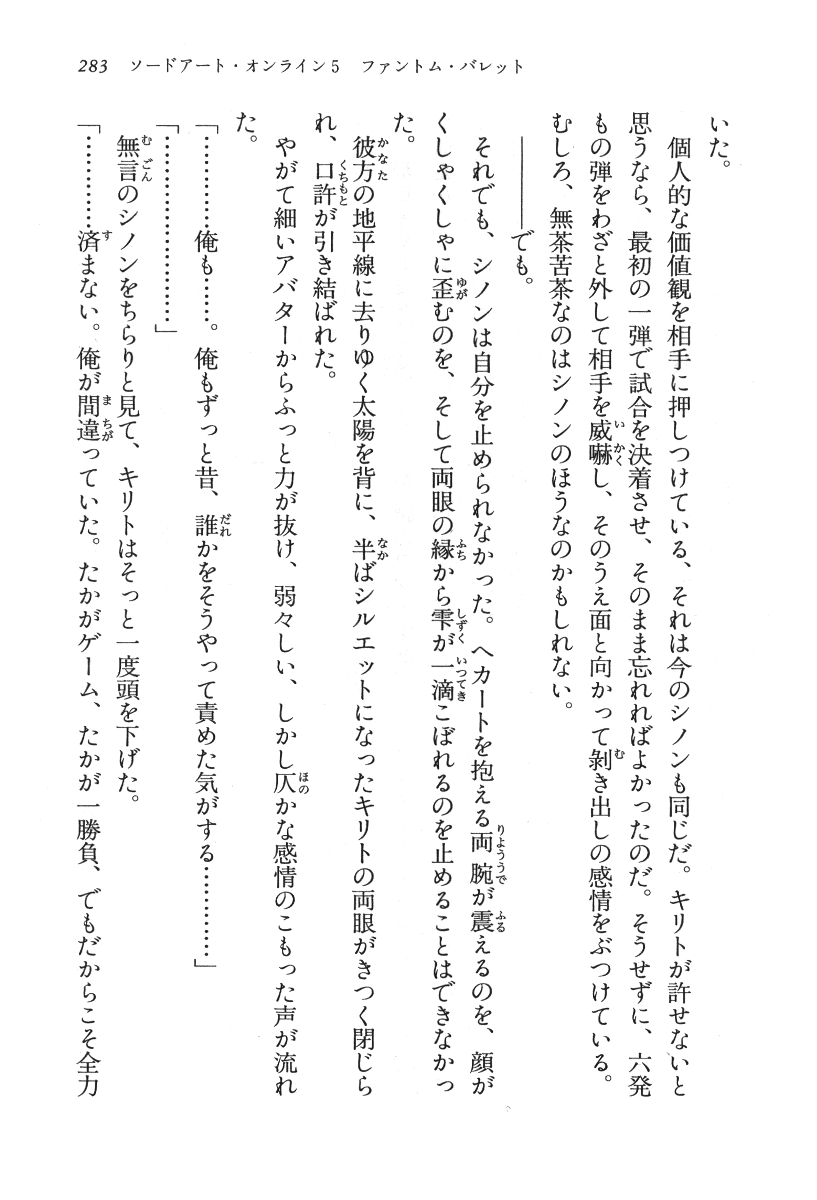 283 ソードアート・オンライン5 ファントム・バレット
いた。
個人的な価値観を相手に押しつけている、それは今のシノンも同じだ。キリトが許せないと
思うなら、最初の一弾で試合を決着させ、そのまま忘れればよかったのだ。そうせずに、六発
もの弾をわざと外して相手を威嚇し、そのうえ面と向かって剥き出しの感情をぶつけている。
むしろ、無茶苦茶なのはシノンのほうなのかもしれない。
――――でも。
それでも、シノンは自分を止められなかった。ヘカートを抱える両腕が震えるのを、顔が
くしゃくしゃに歪むのを、そして両眼の縁から雫が一滴こぼれるのを止めることはできなかっ
た。
彼方の地平線に去りゆく太陽を背に、半ばシルエットになったキリトの両眼がきつく閉じら
れ、口許が引き結ばれた。
やがて細いアバターからふっと力が抜け、弱々しい、しかし仄かな感情のこもった声が流れ
た。
「…………俺も……。俺もずっと昔、誰かをそうやって責めた気がする…………」
「……………………」
無言のシノンをちらりと見て、キリトはそっと一度頭を下げた。
「…………済まない。俺が間違っていた。たかがゲーム、たかが一勝負、でもだからこそ全力